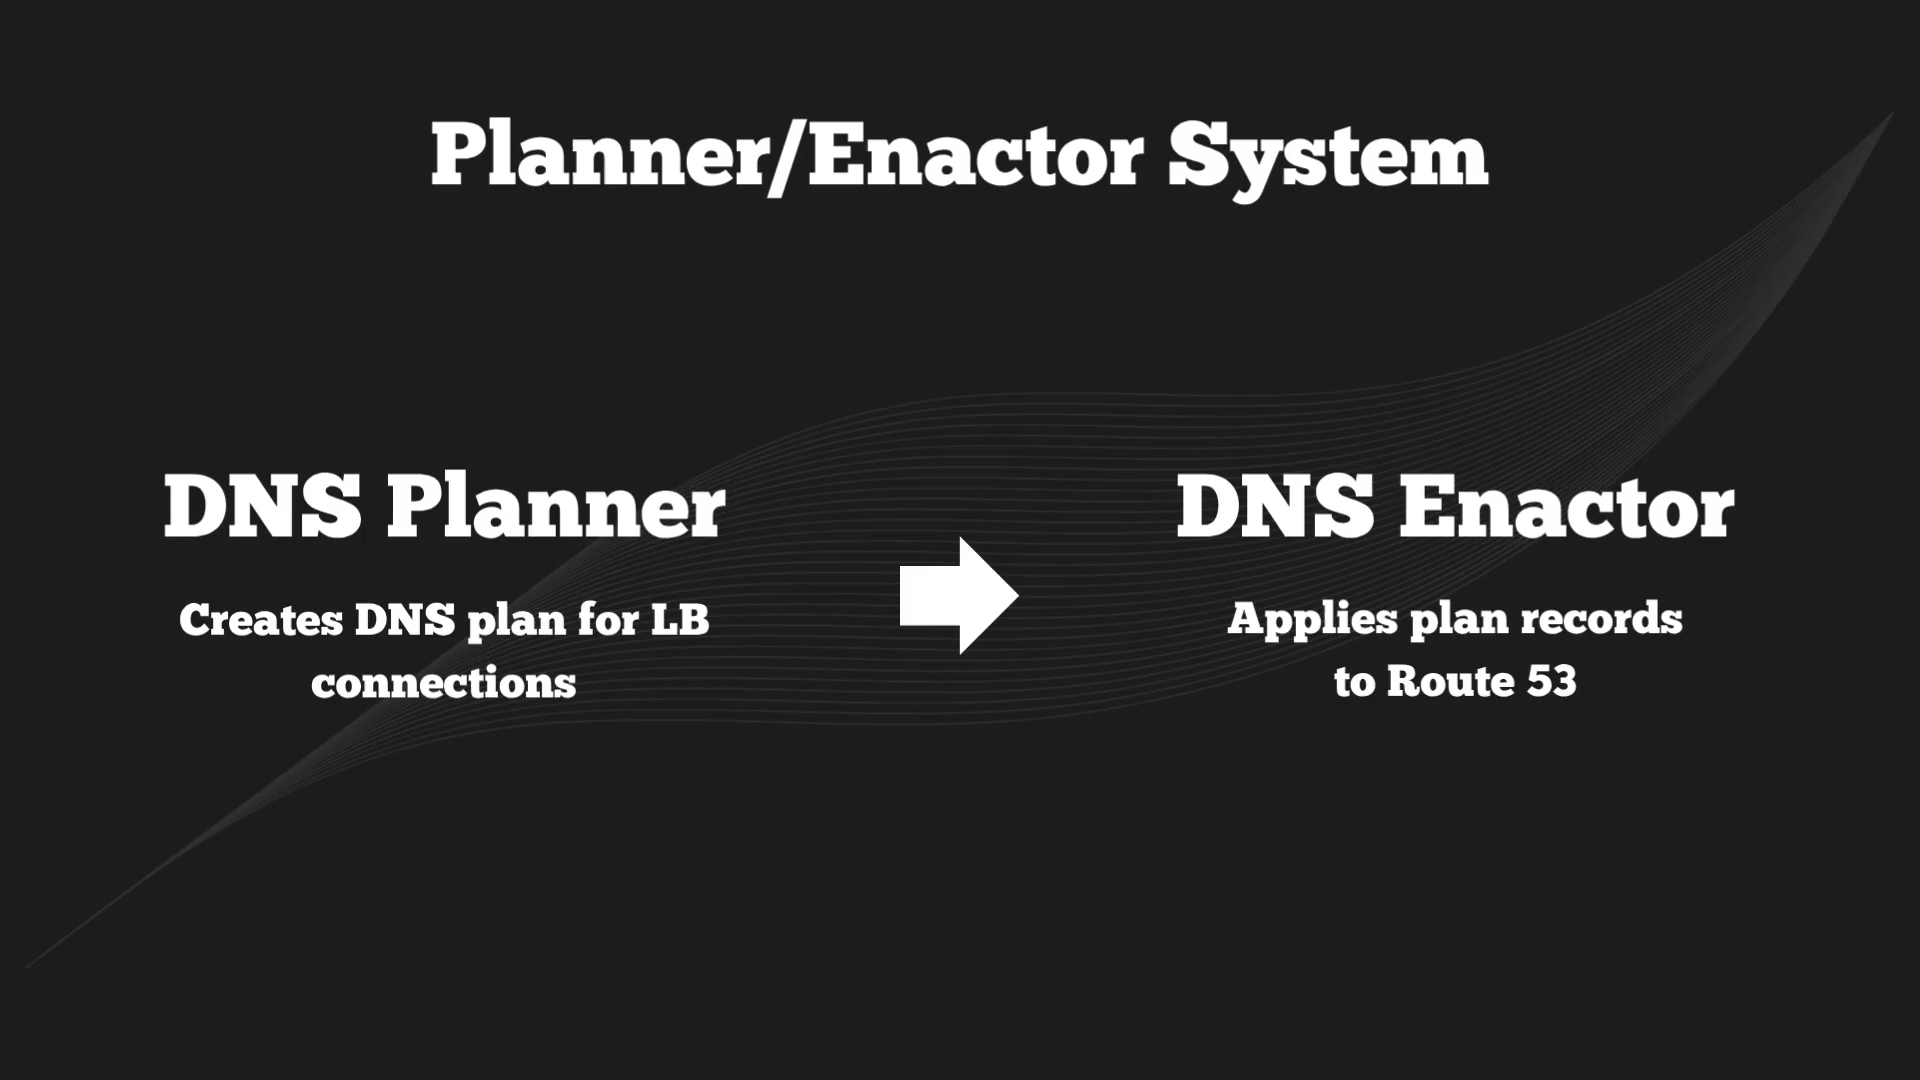 Planner/Enactor System
DNS Planner
Creates DNS plan for LB
connections
DNS Enactor
Applies plan records
to Route 53